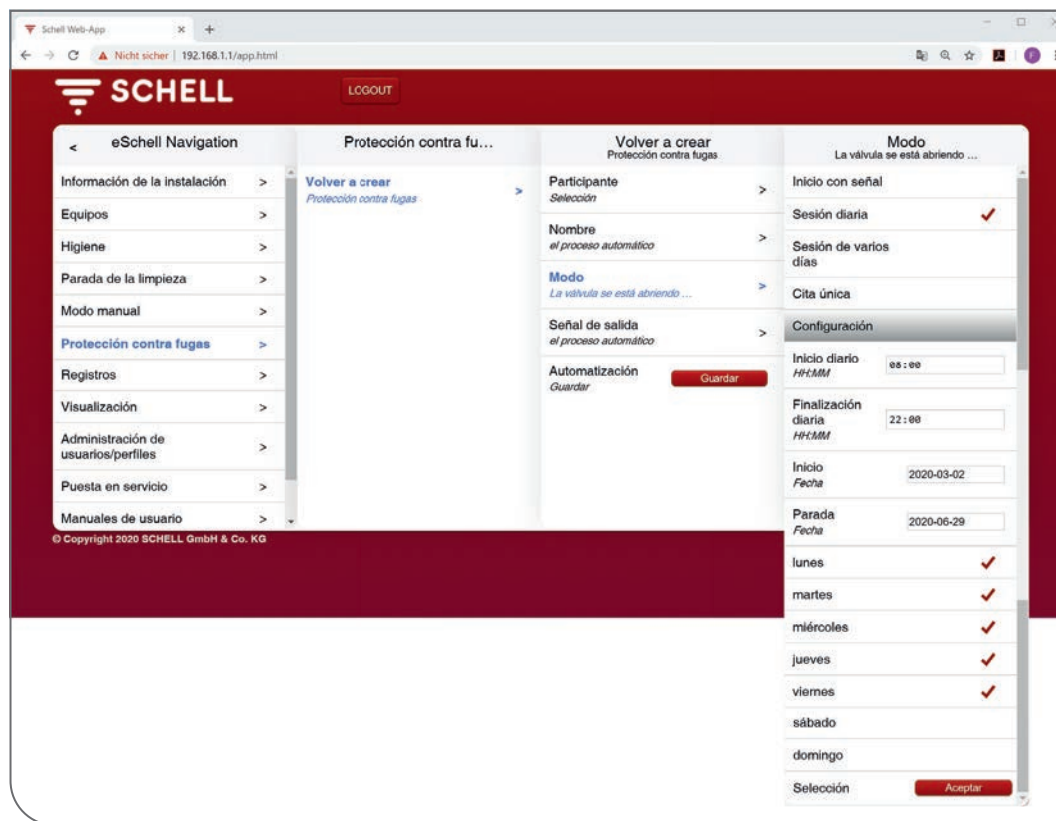 Schell Web-App
Nicht sicher | 192.168.1.1/app.html
SCHELL
LOGOUT
< eSchell Navigation
Información de la instalación >
Equipos >
Higiene >
Parada de la limpieza >
Modo manual >
Protección contra fugas >
Registros >
Visualización >
Administración de
usuarios/perfiles >
Puesta en servicio >
Manuales de usuario >
Protección contra fu...
Volver a crear >
Protección contra fugas
Volver a crear
Protección contra fugas
Participante >
Selección
Nombre >
el proceso automático
Modo >
La válvula se está abriendo ...
Señal de salida >
el proceso automático
Automatización
Guardar
Guardar
Modo
La válvula se está abriendo ...
Inicio con señal
Sesión diaria ✓
Sesión de varios
días
Cita única
Configuración
Inicio diario
HH:MM
08:00
Finalización
diaria
HH:MM
22:00
Inicio
Fecha
2020-03-02
Parada
Fecha
2020-06-29
lunes ✓
martes ✓
miércoles ✓
jueves ✓
viernes ✓
sábado
domingo
Selección Aceptar
© Copyright 2020 SCHELL GmbH & Co. KG